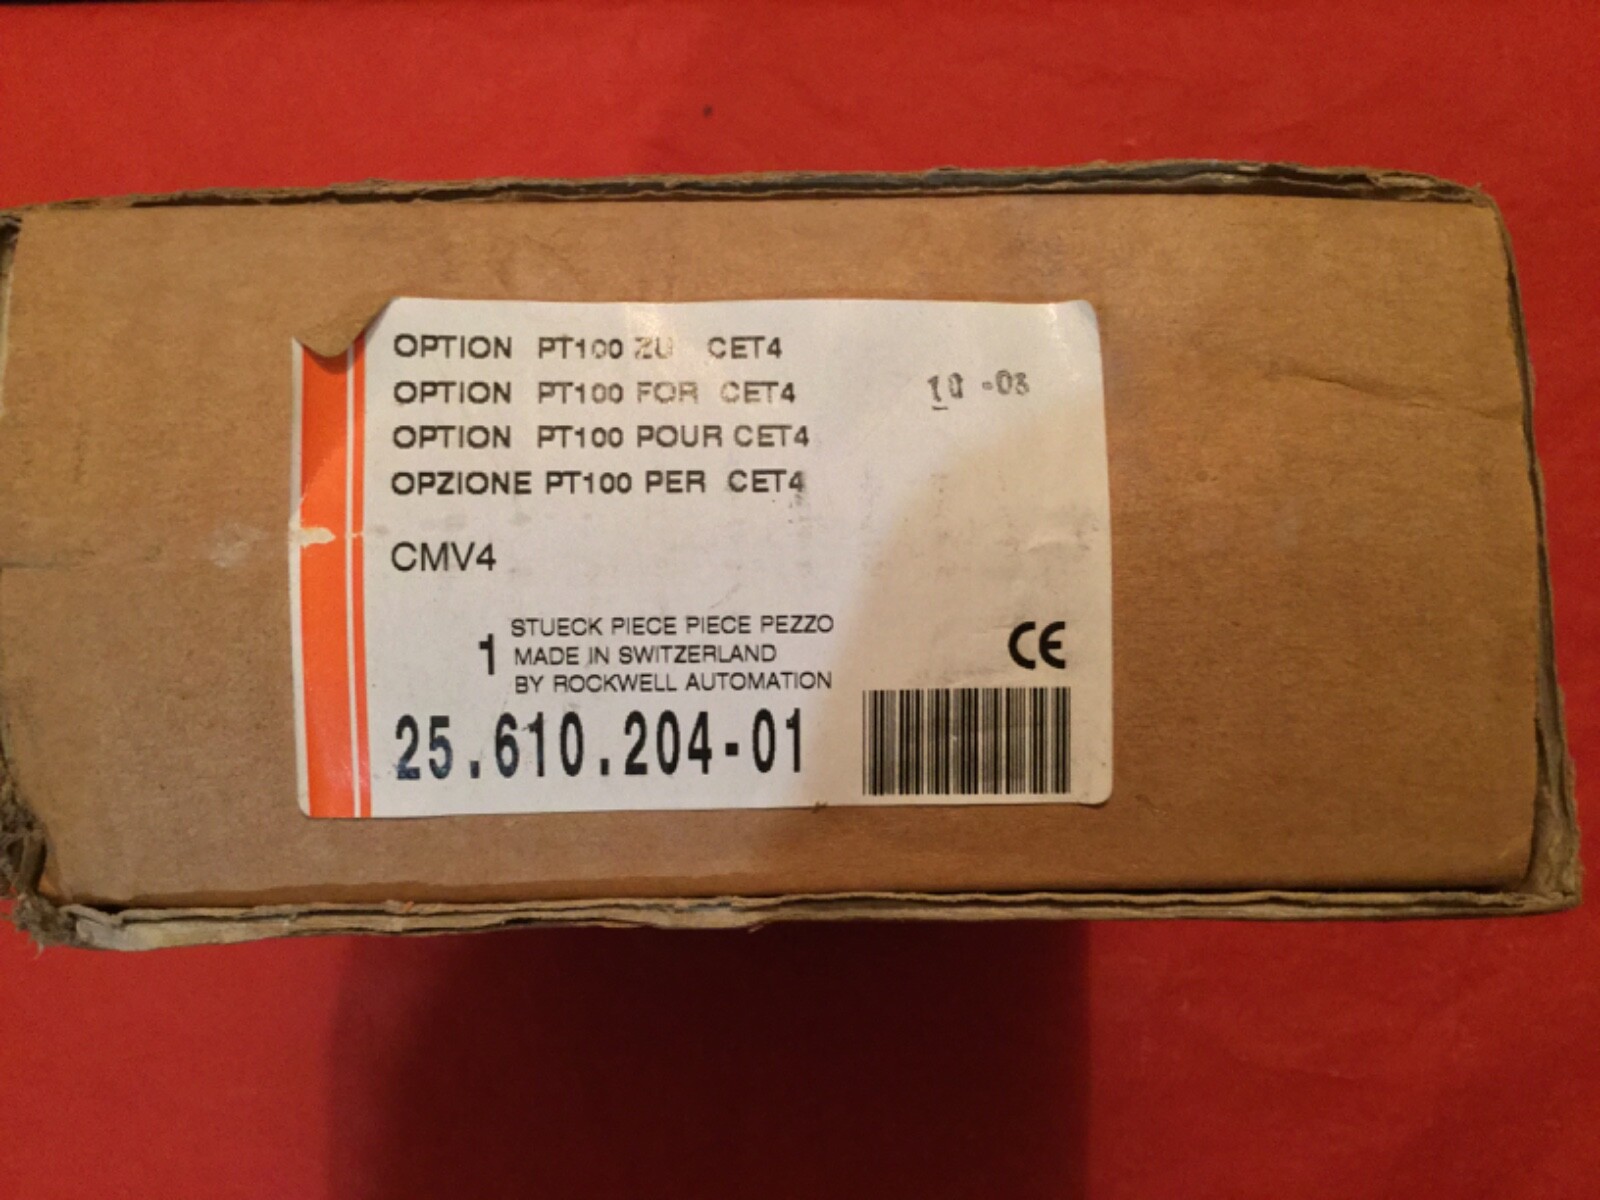 OPTION PT100 ZU CET4
OPTION PT100 FOR CET4
OPTION PT100 POUR CET4
OPZIONE PT100 PER CET4
CMV4
1
STUECK PIECE PIECE PEZZO
MADE IN SWITZERLAND
BY ROCKWELL AUTOMATION
25.610.204-01
CE